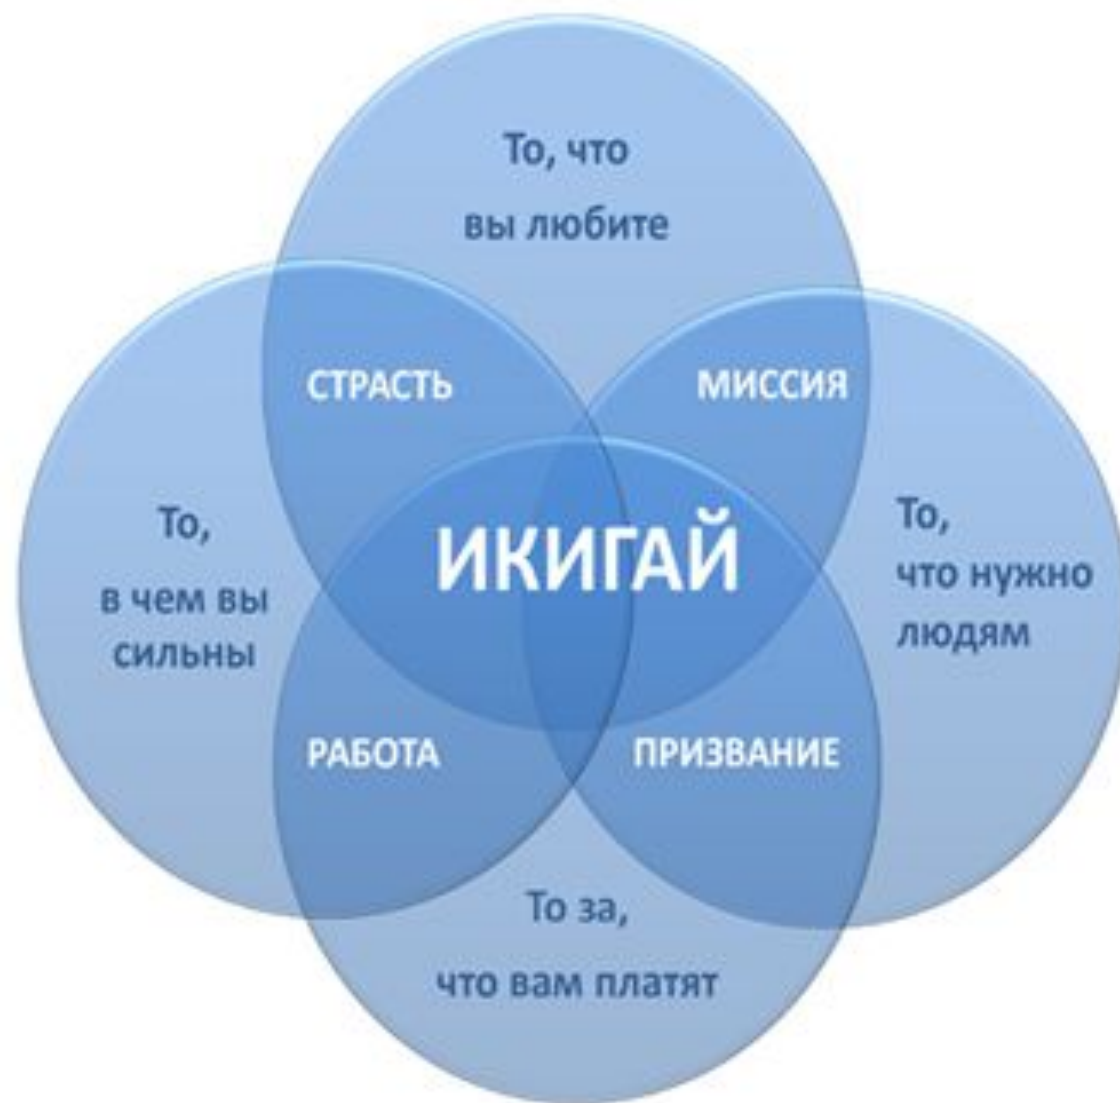 То, что
вы любите
СТРАСТЬ
МИССИЯ
То,
в чем вы
сильны
ИКИГАЙ
То,
что нужно
людям
РАБОТА
ПРИЗВАНИЕ
То за,
что вам платят